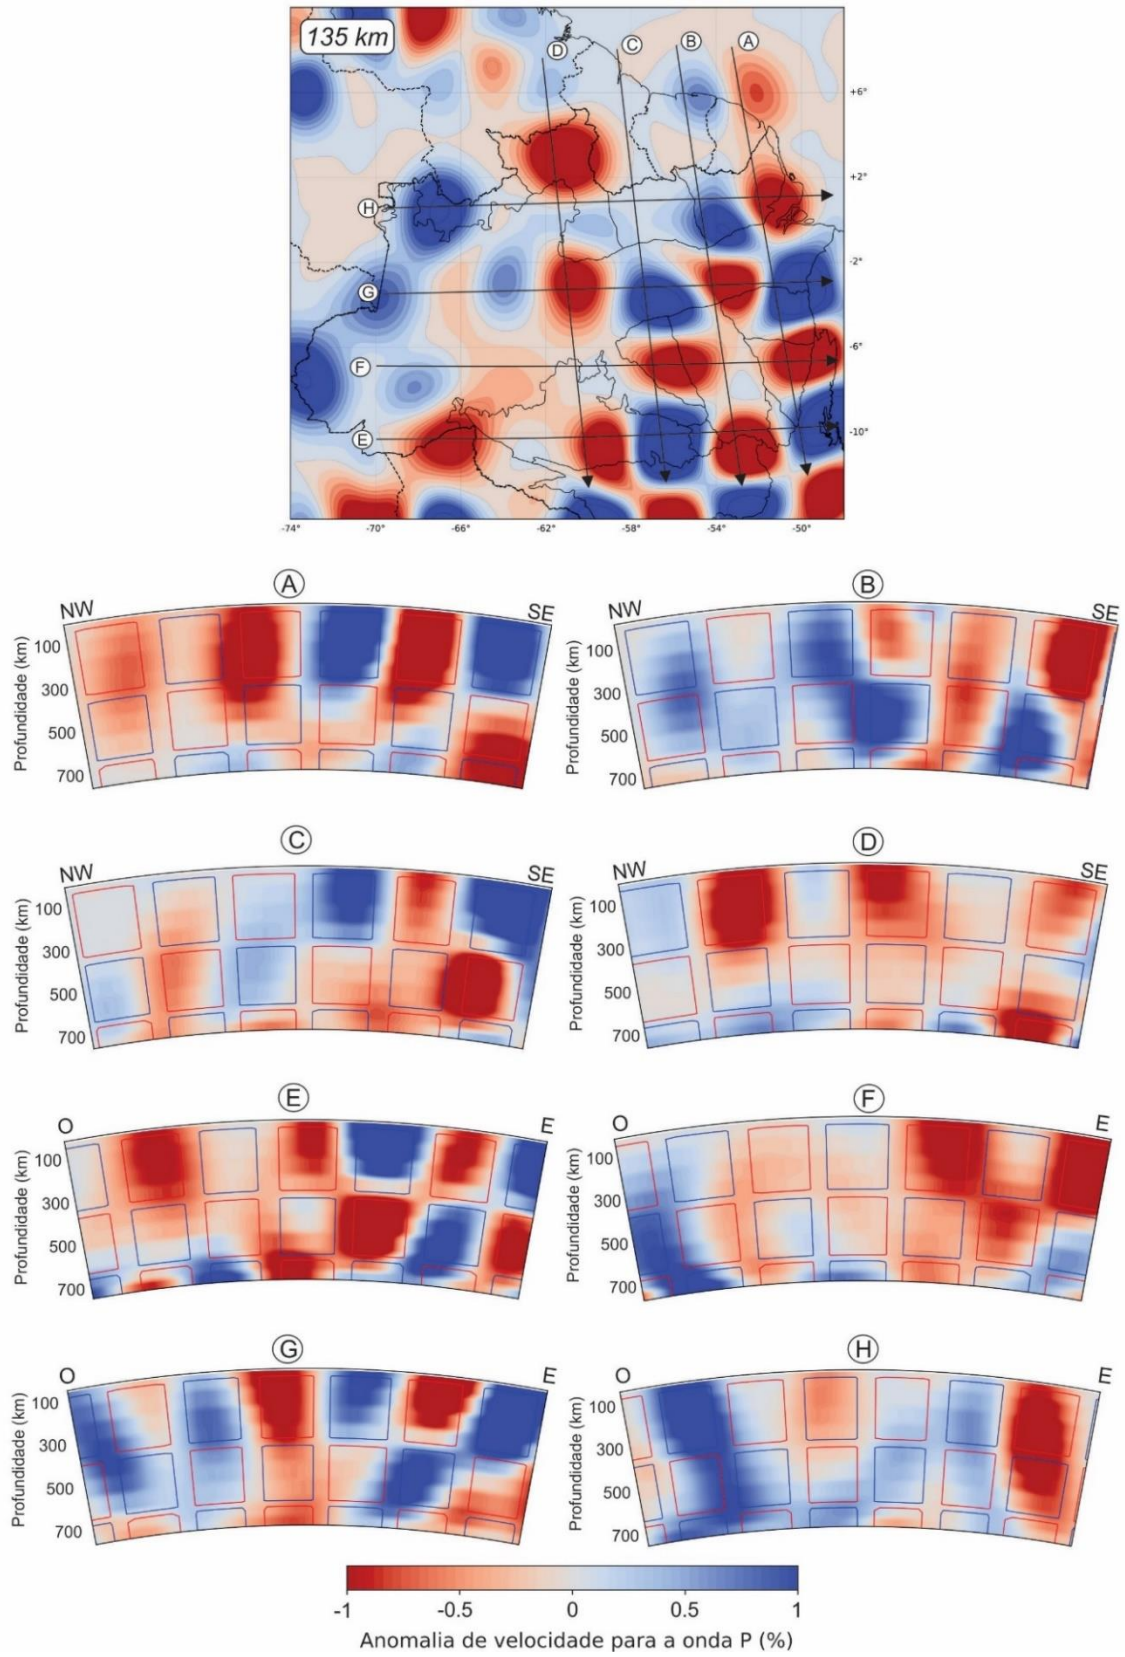 135 km
D
C
B
A
+6°
+2°
-2°
-6°
-10°
H
G
F
E
-74°
-70°
-66°
-62°
-58°
-54°
-50°
A
NW
SE
Profundidade (km)
100
300
500
700
B
NW
SE
Profundidade (km)
100
300
500
700
C
NW
SE
Profundidade (km)
100
300
500
700
D
NW
SE
Profundidade (km)
100
300
500
700
E
O
E
Profundidade (km)
100
300
500
700
F
O
E
Profundidade (km)
100
300
500
700
G
O
E
Profundidade (km)
100
300
500
700
H
O
E
Profundidade (km)
100
300
500
700
-1
-0.5
0
0.5
1
Anomalia de velocidade para a onda P (%)